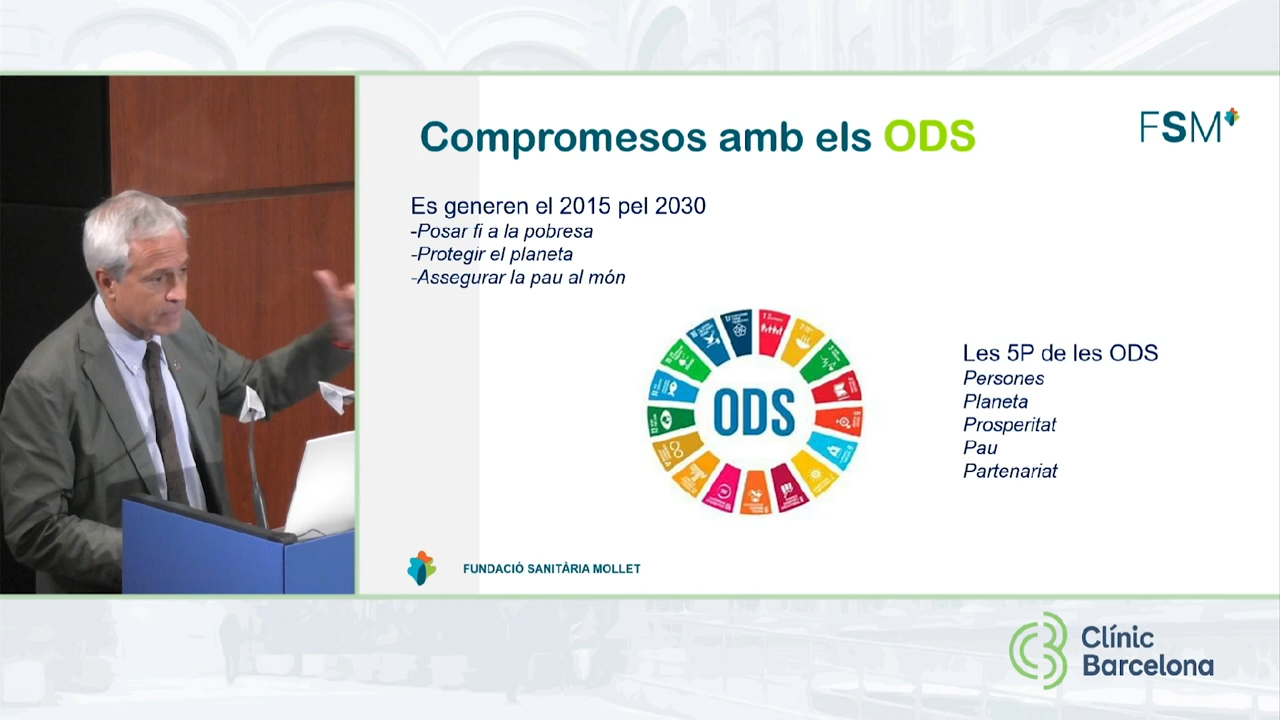 Compromesos amb els ODS
FSM
Es generen el 2015 pel 2030
-Posar fi a la pobresa
-Protegir el planeta
-Assegurar la pau al món
ODS
Les 5P de les ODS
Persones
Planeta
Prosperitat
Pau
Partenariat
FUNDACIÓ SANITÀRIA MOLLET
Clínic
Barcelona